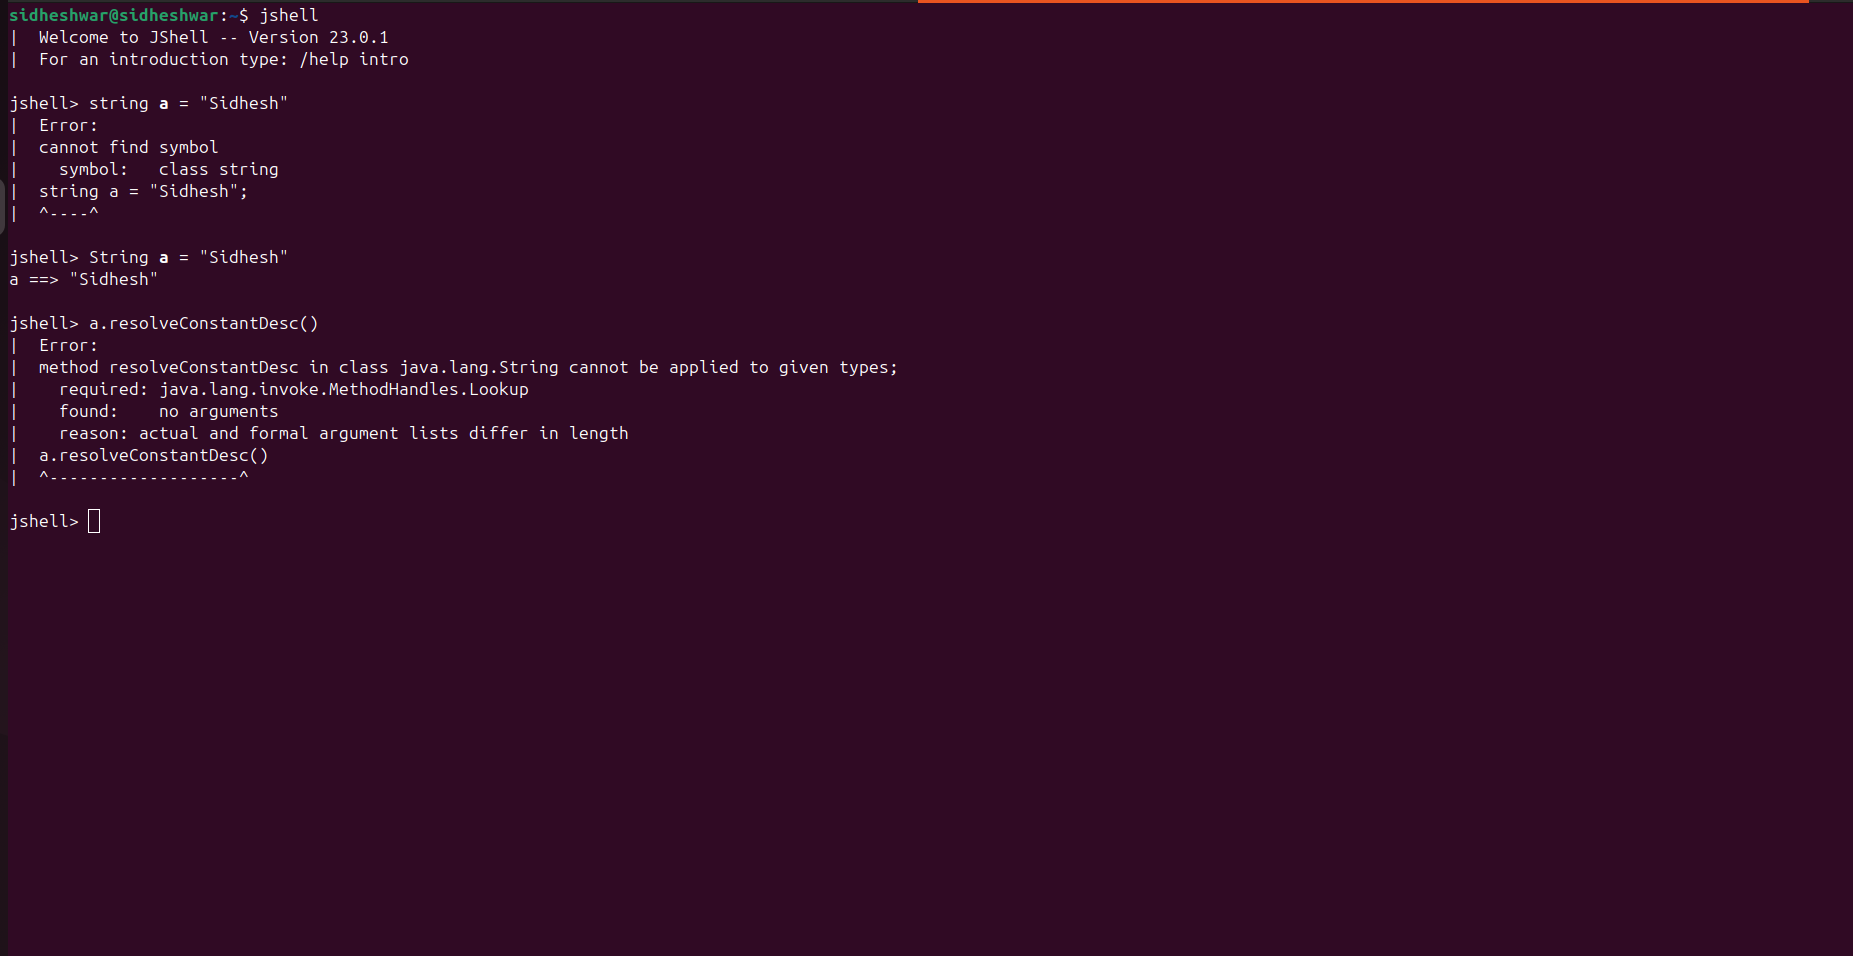 sidheshwar@sidheshwar:~$ jshell
|  Welcome to JShell -- Version 23.0.1
|  For an introduction type: /help intro

jshell> string a = "Sidhesh"
|  Error:
|  cannot find symbol
|    symbol:   class string
|  string a = "Sidhesh";
|  ^----^

jshell> String a = "Sidhesh"
a ==> "Sidhesh"

jshell> a.resolveConstantDesc()
|  Error:
|  method resolveConstantDesc in class java.lang.String cannot be applied to given types;
|    required: java.lang.invoke.MethodHandles.Lookup
|    found:    no arguments
|    reason: actual and formal argument lists differ in length
|  a.resolveConstantDesc()
|  ^-------------------^

jshell>